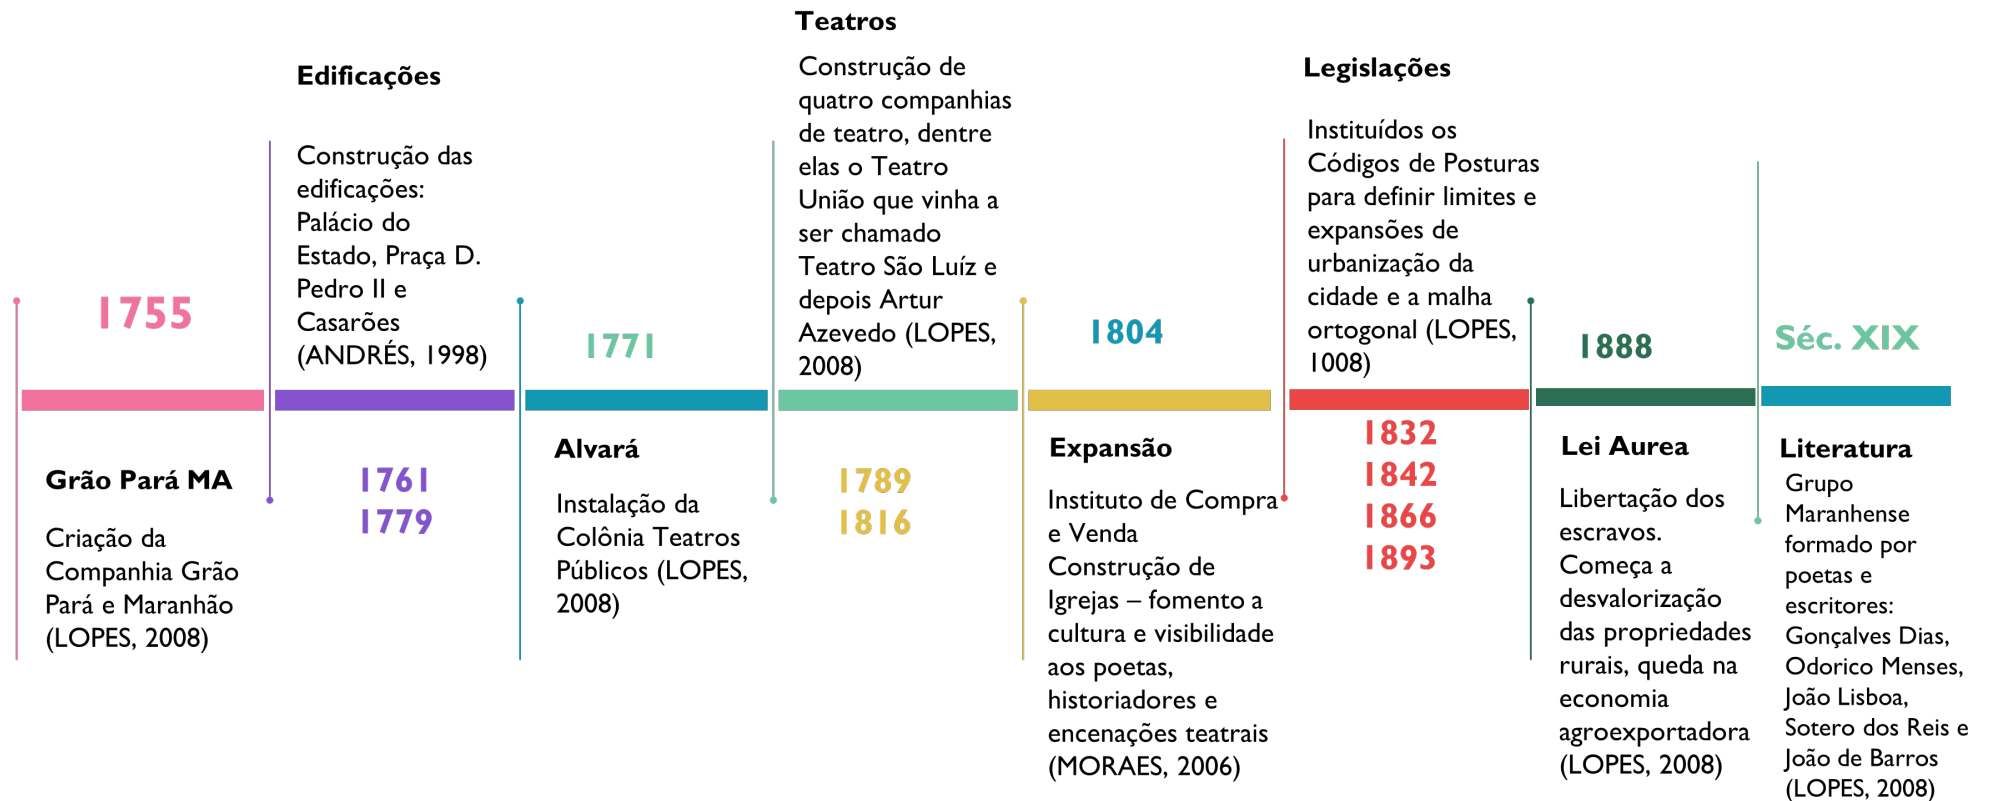 1755
Grão Pará MA
Criação da
Companhia Grão
Pará e Maranhão
(LOPES, 2008)
Edificações
Construção das
edificações:
Palácio do
Estado, Praça D.
Pedro II e
Casarões
(ANDRÉS, 1998)
1761
1779
1771
Alvará
Instalação da
Colônia Teatros
Públicos (LOPES,
2008)
Teatros
Construção de
quatro companhias
de teatro, dentre
elas o Teatro
União que vinha a
ser chamado
Teatro São Luíz e
depois Artur
Azevedo (LOPES,
2008)
1789
1816
1804
Expansão
Instituto de Compra
e Venda
Construção de
Igrejas – fomento a
cultura e visibilidade
aos poetas,
historiadores e
encenações teatrais
(MORAES, 2006)
Legislações
Instituídos os
Códigos de Posturas
para definir limites e
expansões de
urbanização da
cidade e a malha
ortogonal (LOPES,
1008)
1832
1842
1866
1893
1888
Lei Aurea
Libertação dos
escravos.
Começa a
desvalorização
das propriedades
rurais, queda na
economia
agroexportadora
(LOPES, 2008)
Séc. XIX
Literatura
Grupo
Maranhense
formado por
poetas e
escritores:
Gonçalves Dias,
Odorico Menses,
João Lisboa,
Sotero dos Reis e
João de Barros
(LOPES, 2008)